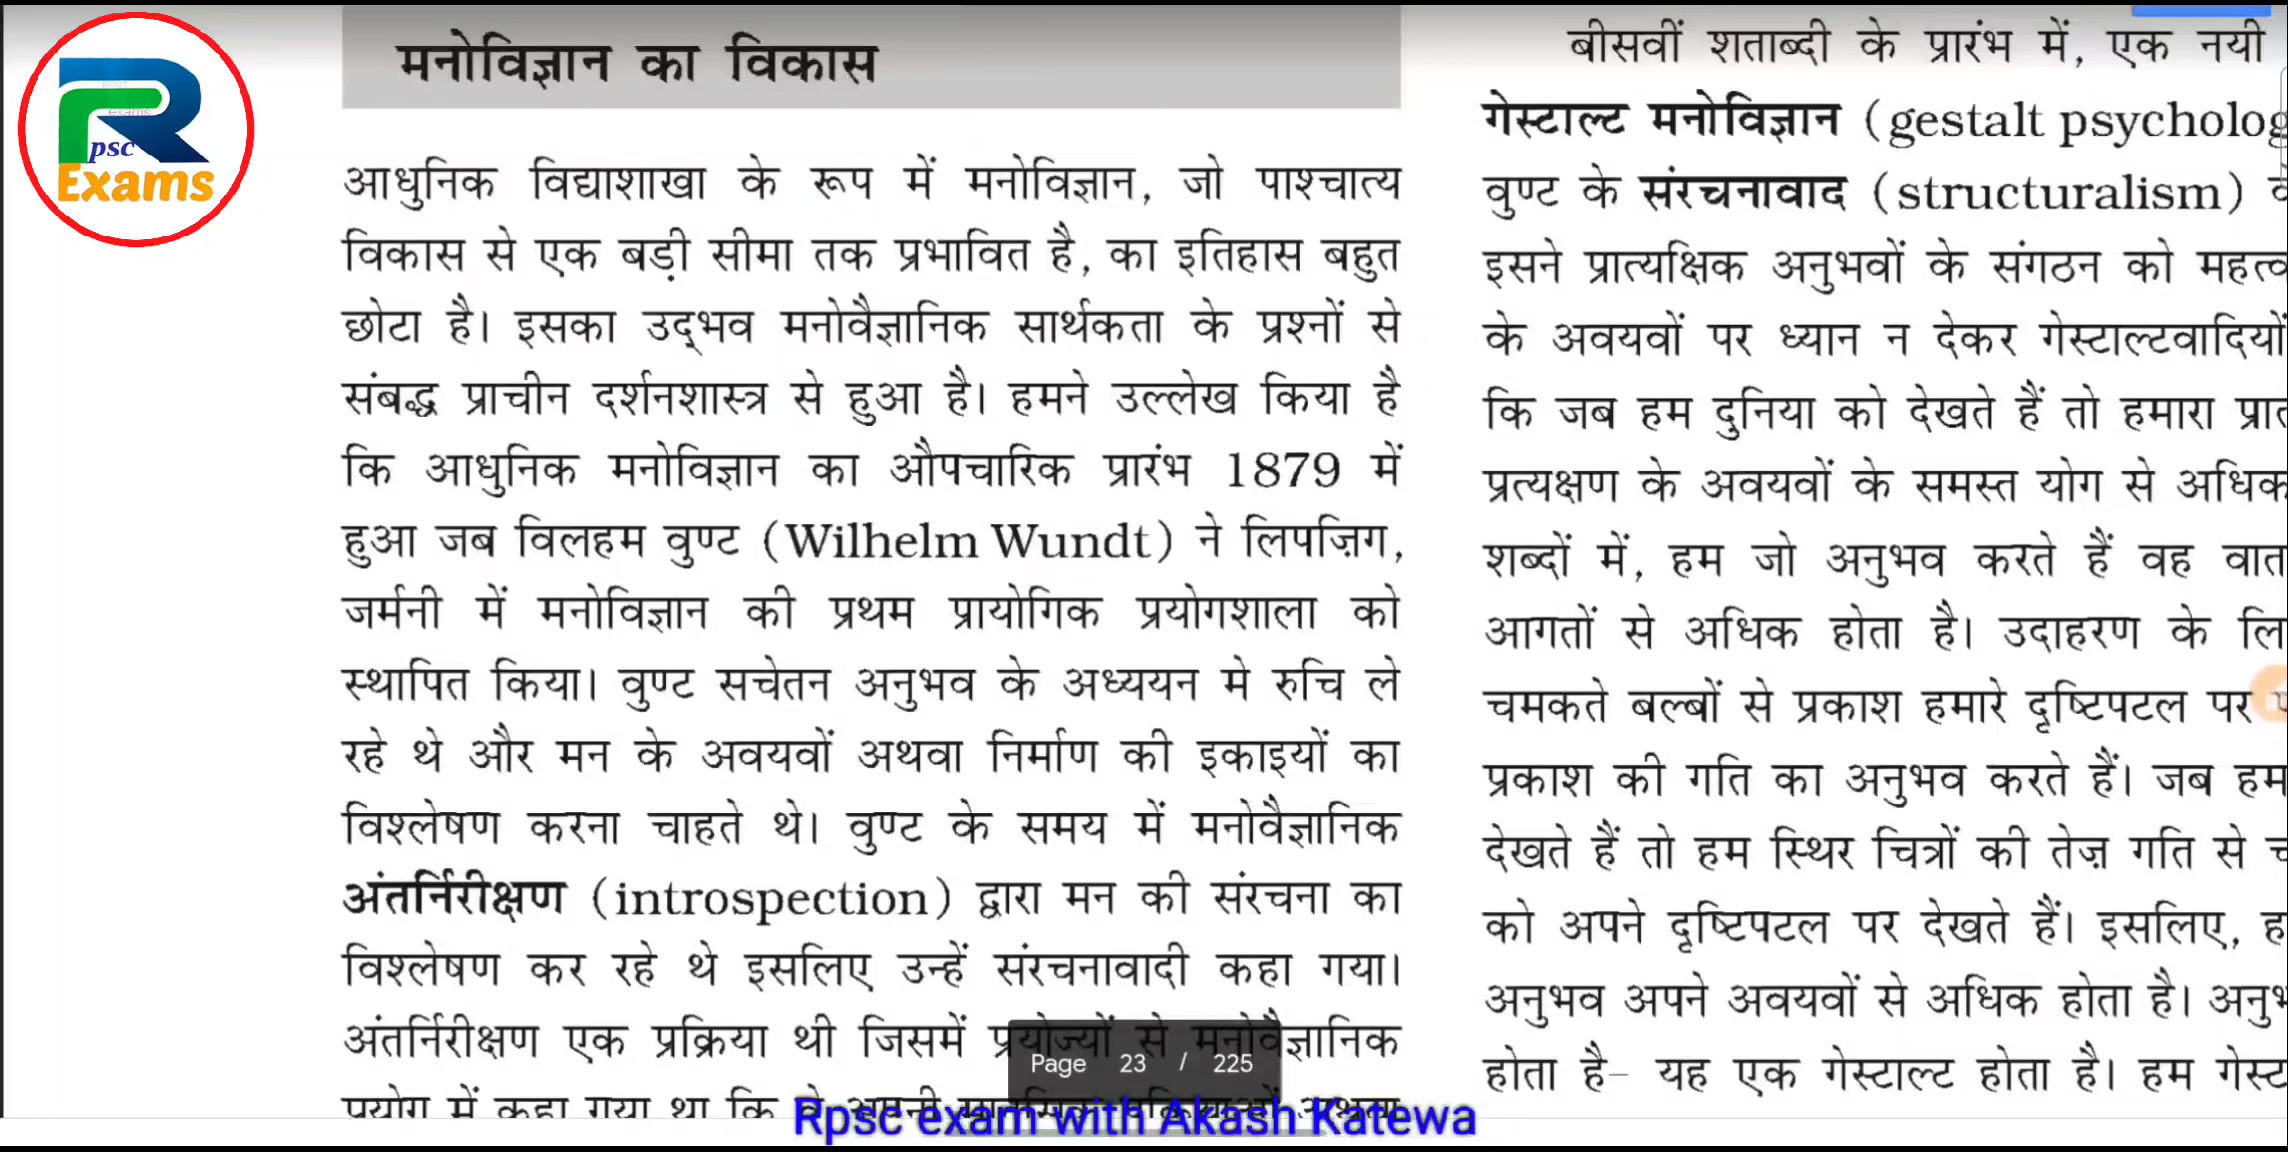 R
psc
Exams
मनोविज्ञान का विकास
आधुनिक विद्याशाखा के रूप में मनोविज्ञान, जो पाश्चात्य
विकास से एक बड़ी सीमा तक प्रभावित है, का इतिहास बहुत
छोटा है। इसका उद्भव मनोवैज्ञानिक सार्थकता के प्रश्नों से
संबद्ध प्राचीन दर्शनशास्त्र से हुआ है। हमने उल्लेख किया है
कि आधुनिक मनोविज्ञान का औपचारिक प्रारंभ 1879 में
हुआ जब विलहम वुण्ट (Wilhelm Wundt) ने लिपज़िग,
जर्मनी में मनोविज्ञान की प्रथम प्रायोगिक प्रयोगशाला को
स्थापित किया। वुण्ट सचेतन अनुभव के अध्ययन मे रुचि ले
रहे थे और मन के अवयवों अथवा निर्माण की इकाइयों का
विश्लेषण करना चाहते थे। वुण्ट के समय में मनोवैज्ञानिक
अंतर्निरीक्षण (introspection) द्वारा मन की संरचना का
विश्लेषण कर रहे थे इसलिए उन्हें संरचनावादी कहा गया।
अंतर्निरीक्षण एक प्रक्रिया थी जिसमें प्रयोज्यों से मनोवैज्ञानिक
प्रयोग में कहा गया था कि वे अपनी
बीसवीं शताब्दी के प्रारंभ में, एक नयी
गेस्टाल्ट मनोविज्ञान (gestalt psycholog
वुण्ट के संरचनावाद (structuralism)
इसने प्रात्यक्षिक अनुभवों के संगठन को महत्व
के अवयवों पर ध्यान न देकर गेस्टाल्टवादियों
कि जब हम दुनिया को देखते हैं तो हमारा प्रात
प्रत्यक्षण के अवयवों के समस्त योग से अधिक
शब्दों में, हम जो अनुभव करते हैं वह वात
आगतों से अधिक होता है। उदाहरण के लि
चमकते बल्बों से प्रकाश हमारे दृष्टिपटल पर
प्रकाश की गति का अनुभव करते हैं। जब हम
देखते हैं तो हम स्थिर चित्रों की तेज़ गति से
को अपने दृष्टिपटल पर देखते हैं। इसलिए, ह
अनुभव अपने अवयवों से अधिक होता है। अनुभ
होता है– यह एक गेस्टाल्ट होता है। हम गेस्ट
Page 23 / 225
Rpsc exam with Akash Katewa